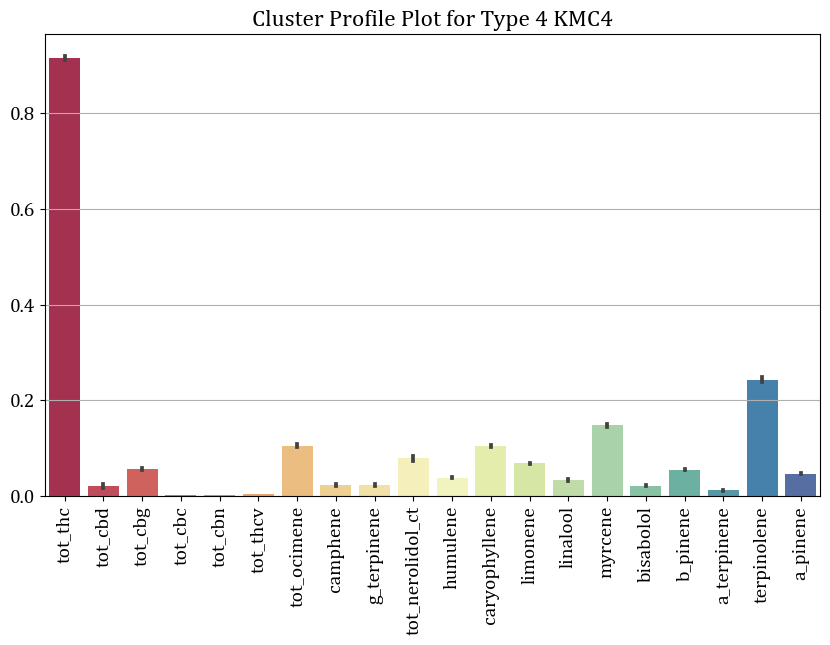 Cluster Profile Plot for Type 4 KMC4
0.8
0.6
0.4
0.2
0.0
tot_thc
tot_cbd
tot_cbg
tot_cbc
tot_cbn
tot_thcv
tot_ocimene
camphene
g_terpinene
tot_nerolidol_ct
humulene
caryophyllene
limonene
linalool
myrcene
bisabolol
b_pinene
a_terpinene
terpinolene
a_pinene